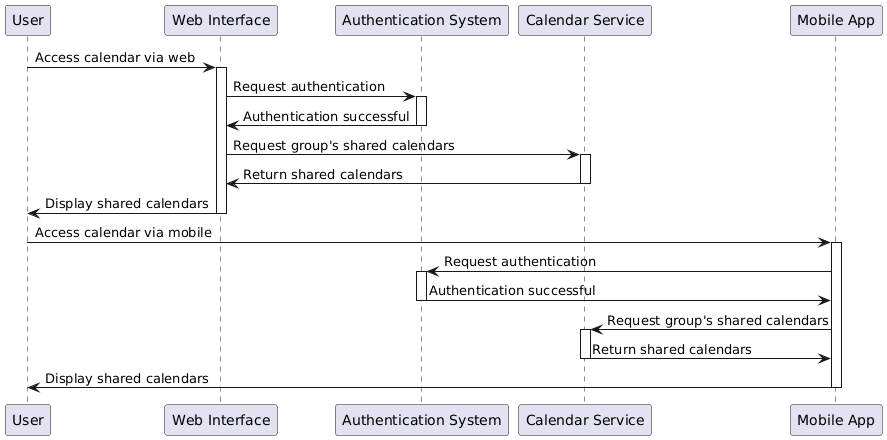 User
Web Interface
Authentication System
Calendar Service
Mobile App
Access calendar via web
Request authentication
Authentication successful
Request group's shared calendars
Return shared calendars
Display shared calendars
Access calendar via mobile
Request authentication
Authentication successful
Request group's shared calendars
Return shared calendars
Display shared calendars
User
Web Interface
Authentication System
Calendar Service
Mobile App